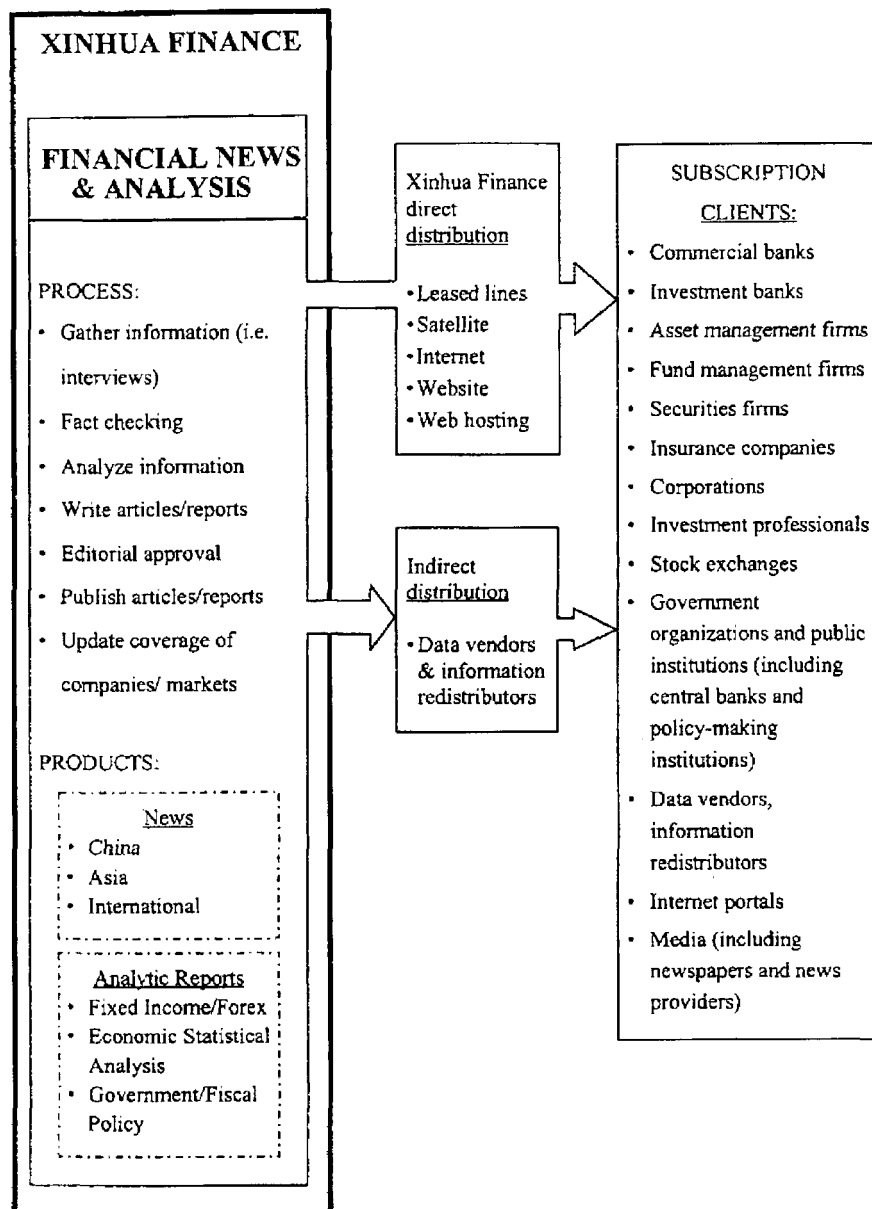 XINHUA FINANCE
FINANCIAL NEWS
& ANALYSIS
PROCESS:
• Gather information (i.e.
interviews)
• Fact checking
• Analyze information
• Write articles/reports
• Editorial approval
• Publish articles/reports
• Update coverage of
companies/ markets
PRODUCTS:
News
• China
• Asia
• International
Analytic Reports
• Fixed Income/Forex
• Economic Statistical
Analysis
• Government/Fiscal
Policy
Xinhua Finance
direct
distribution
• Leased lines
• Satellite
• Internet
• Website
• Web hosting
Indirect
distribution
• Data vendors
& information
redistributors
SUBSCRIPTION
CLIENTS:
• Commercial banks
• Investment banks
• Asset management firms
• Fund management firms
• Securities firms
• Insurance companies
• Corporations
• Investment professionals
• Stock exchanges
• Government
organizations and public
institutions (including
central banks and
policy-making
institutions)
• Data vendors,
information
redistributors
• Internet portals
• Media (including
newspapers and news
providers)